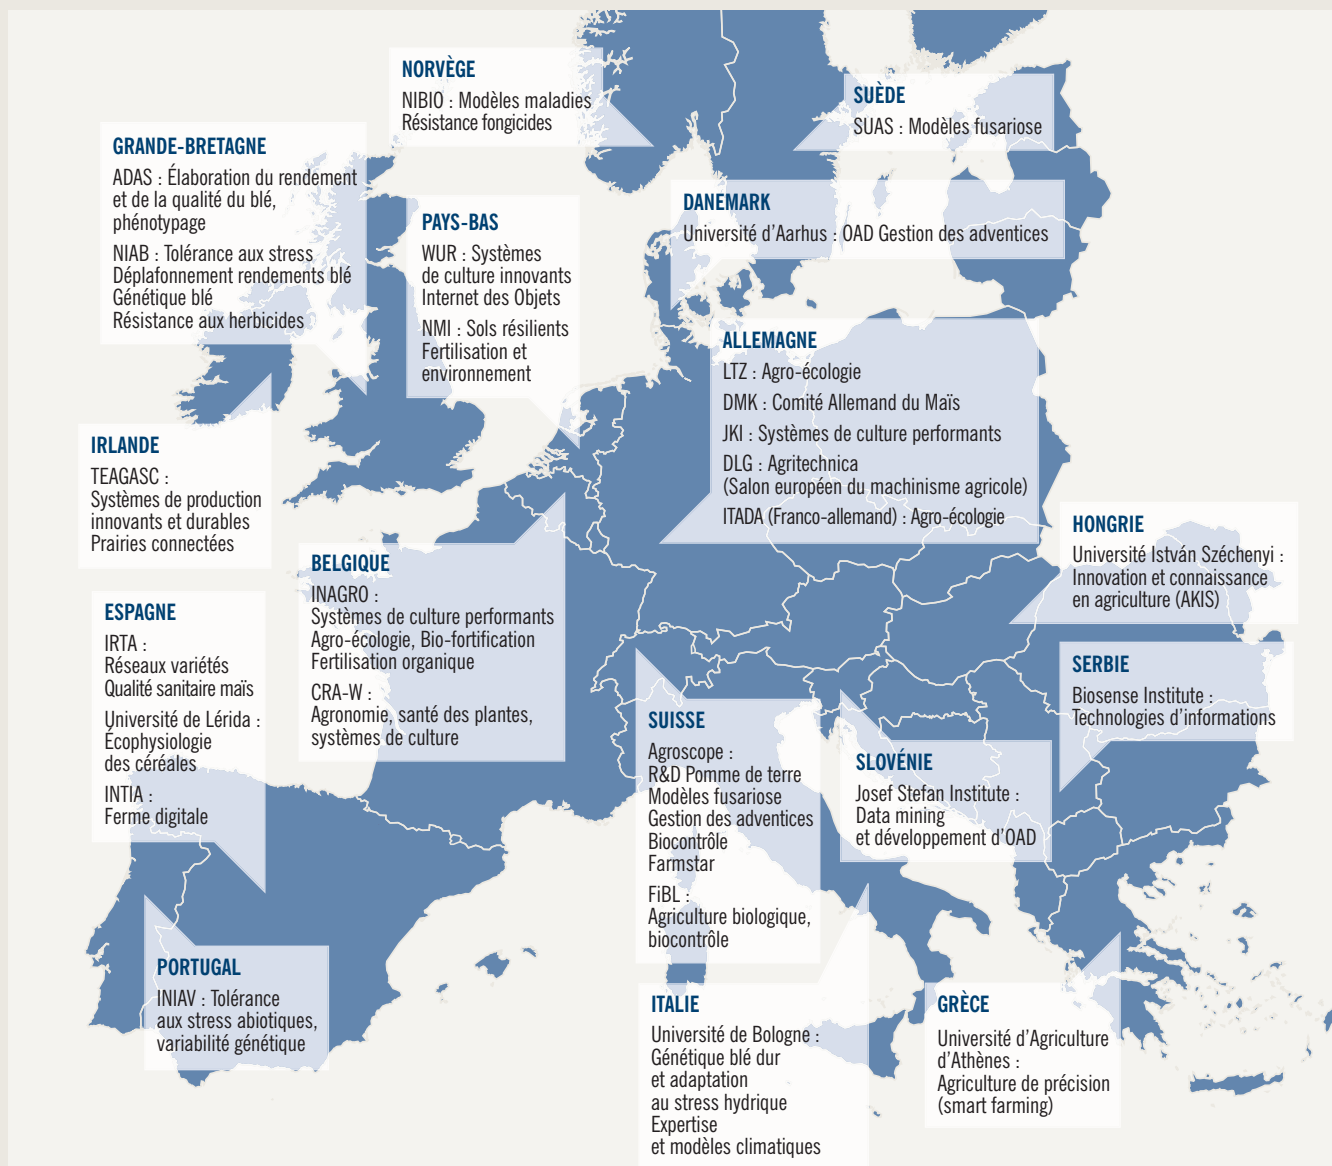 NORVÈGE
NIBIO : Modèles maladies
Résistance fongicides
SUÈDE
SUAS : Modèles fusariose
GRANDE-BRETAGNE
ADAS : Élaboration du rendement
et de la qualité du blé,
phénotypage
NIAB : Tolérance aux stress
Déplafonnement rendements blé
Génétique blé
Résistance aux herbicides
PAYS-BAS
WUR : Systèmes
de culture innovants
Internet des Objets
NMI : Sols résilients
Fertilisation et
environnement
DANEMARK
Université d’Aarhus : OAD Gestion des adventices
ALLEMAGNE
LTZ : Agro-écologie
DMK : Comité Allemand du Maïs
JKI : Systèmes de culture performants
DLG : Agritechnica
(Salon européen du machinisme agricole)
ITADA (Franco-allemand) : Agro-écologie
IRLANDE
TEAGASC :
Systèmes de production
innovants et durables
Prairies connectées
HONGRIE
Université István Széchenyi :
Innovation et connaissance
en agriculture (AKIS)
BELGIQUE
INAGRO :
Systèmes de culture performants
Agro-écologie, Bio-fortification
Fertilisation organique
CRA-W :
Agronomie, santé des plantes,
systèmes de culture
ESPAGNE
IRTA :
Réseaux variétés
Qualité sanitaire maïs
Université de Lérida :
Écophysiologie
des céréales
INTIA :
Ferme digitale
SERBIE
Biosense Institute :
Technologies d’informations
SUISSE
Agroscope :
R&D Pomme de terre
Modèles fusariose
Gestion des adventices
Biocontrôle
Farmstar
FiBL :
Agriculture biologique,
biocontrôle
SLOVÉNIE
Josef Stefan Institute :
Data mining
et développement d’OAD
PORTUGAL
INIAV : Tolérance
aux stress abiotiques,
variabilité génétique
ITALIE
Université de Bologne :
Génétique blé dur
et adaptation
au stress hydrique
Expertise
et modèles climatiques
GRÈCE
Université d’Agriculture
d’Athènes :
Agriculture de précision
(smart farming)